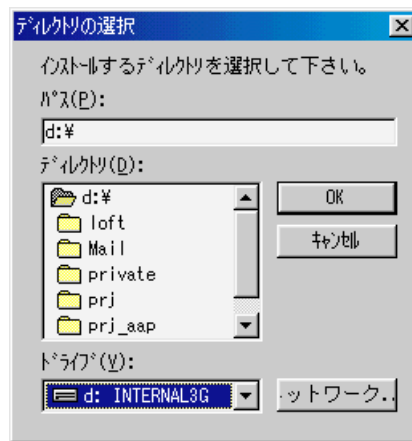 ﾃﾞｨﾚｸﾄﾘの選択
ｲﾝｽﾄｰﾙするﾃﾞｨﾚｸﾄﾘを選択して下さい。
ﾊﾟｽ(P):
d:¥
ﾃﾞｨﾚｸﾄﾘ(D):
d:¥
loft
Mail
private
prj
prj_aap
OK
ｷｬﾝｾﾙ
ﾄﾞﾗｲﾌﾞ(V):
d: INTERNAL3G
ットワーク..